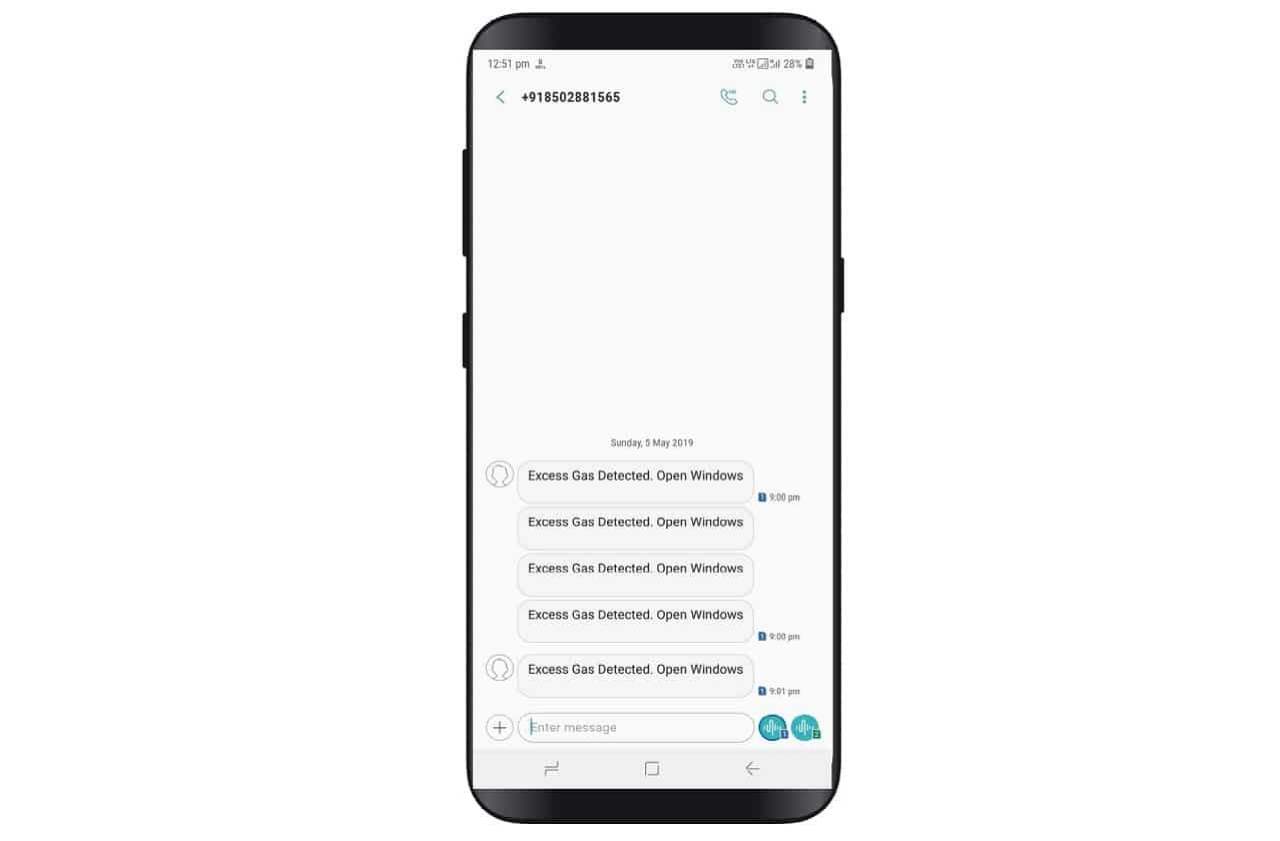 12:51 pm
28%
+918502881565
Sunday, 5 May 2019
Excess Gas Detected. Open Windows
1 9:00 pm
Excess Gas Detected. Open Windows
Excess Gas Detected. Open Windows
Excess Gas Detected. Open Windows
1 9:00 pm
Excess Gas Detected. Open Windows
1 9:01 pm
Enter message
1 2